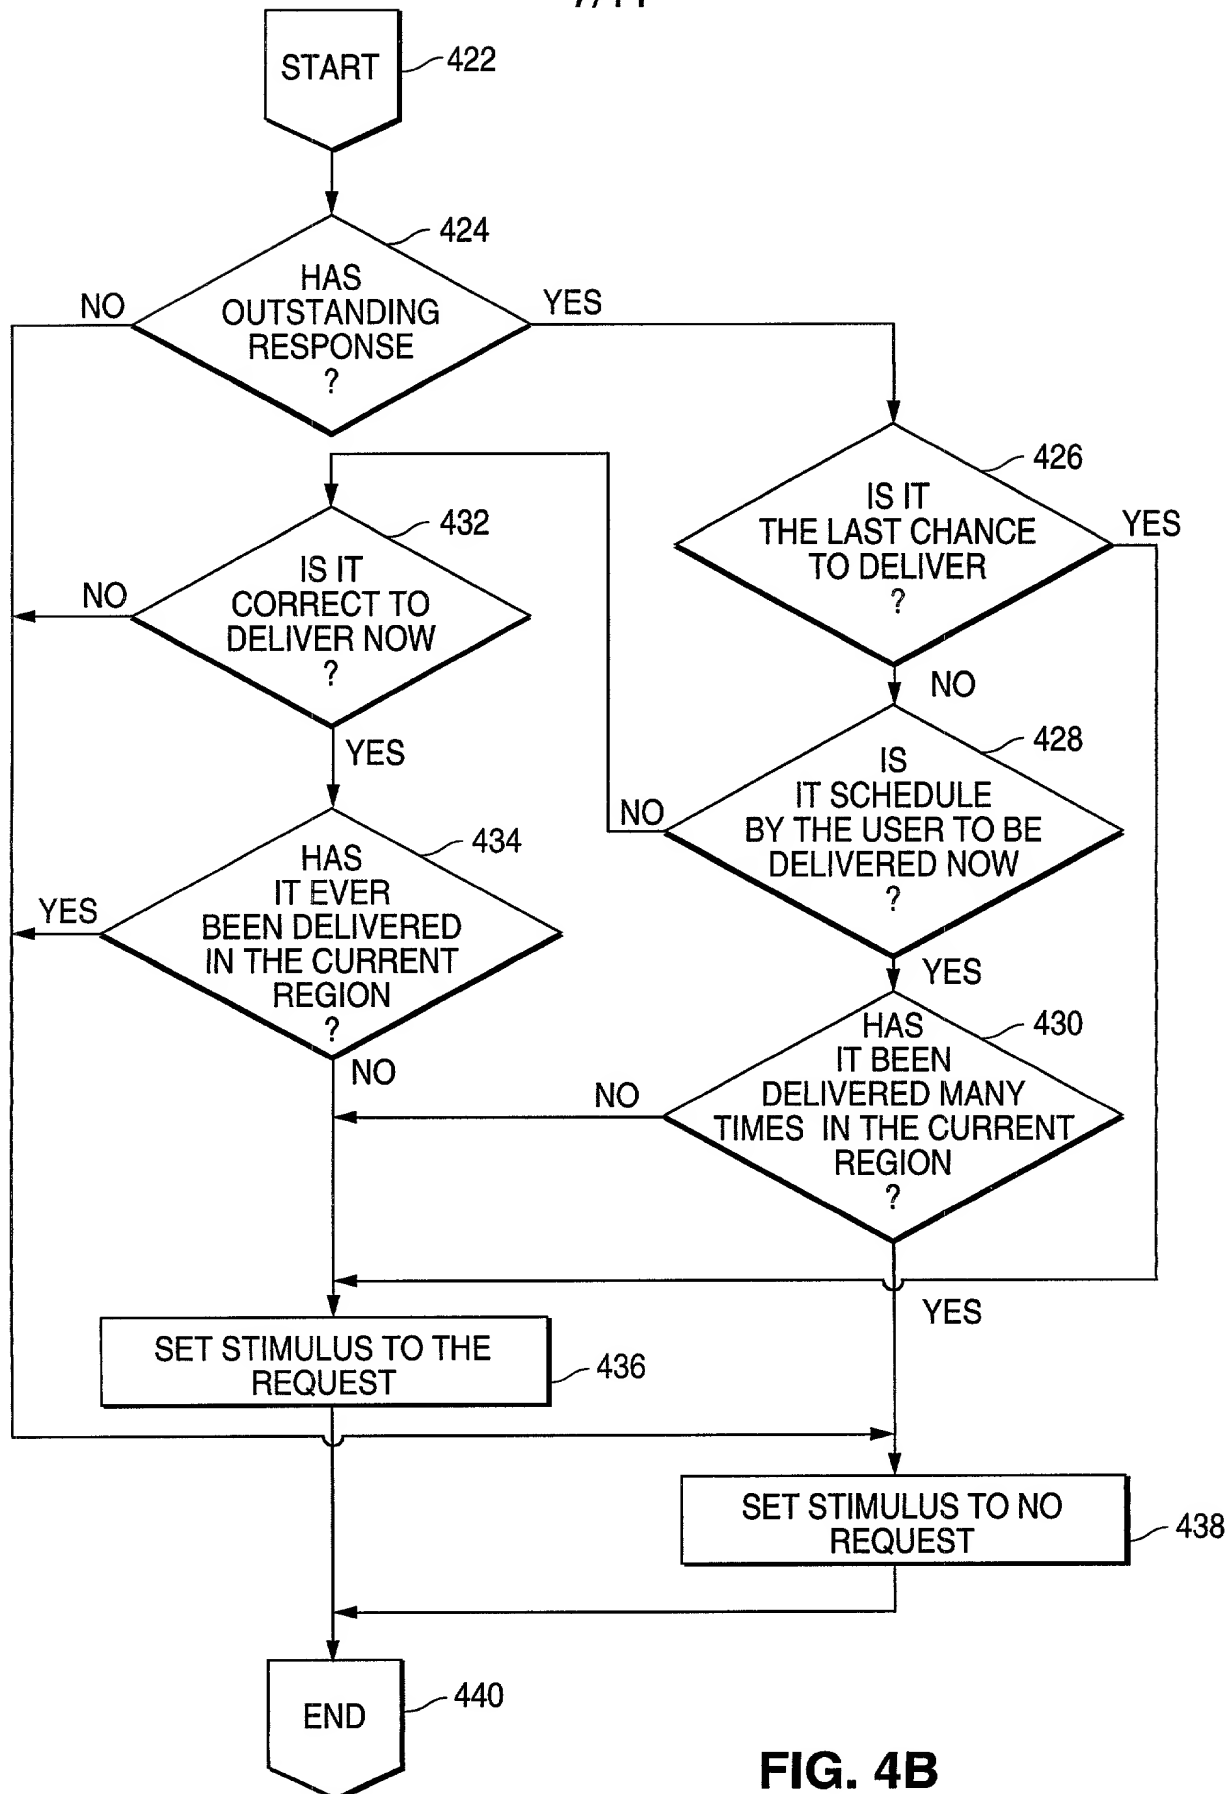 START
422
424
HAS
OUTSTANDING
RESPONSE
?
NO
YES
426
IS IT
THE LAST CHANCE
TO DELIVER
?
YES
NO
432
IS IT
CORRECT TO
DELIVER NOW
?
NO
YES
428
IS
IT SCHEDULE
BY THE USER TO BE
DELIVERED NOW
?
NO
YES
434
HAS
IT EVER
BEEN DELIVERED
IN THE CURRENT
REGION
?
YES
NO
430
HAS
IT BEEN
DELIVERED MANY
TIMES IN THE CURRENT
REGION
?
NO
YES
SET STIMULUS TO THE
REQUEST
436
SET STIMULUS TO NO
REQUEST
438
END
440
FIG. 4B